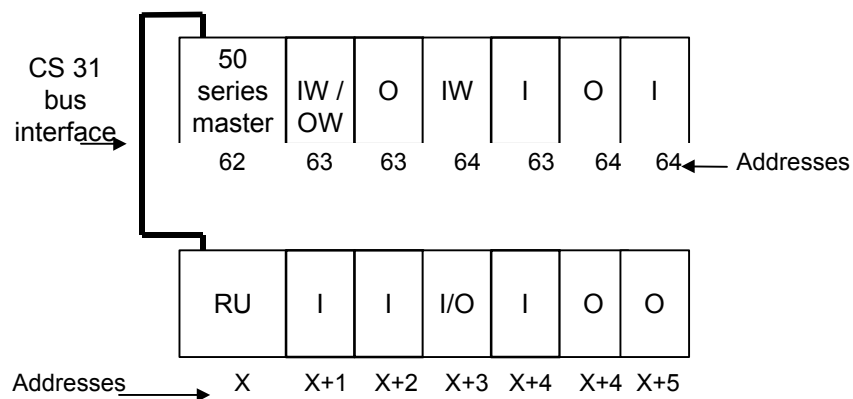 CS 31
bus
interface
50
series
master
IW /
OW
O
IW
I
O
I
62 63 63 64 63 64 64
Addresses
RU I I I/O I O O
Addresses
X X+1 X+2 X+3 X+4 X+4 X+5